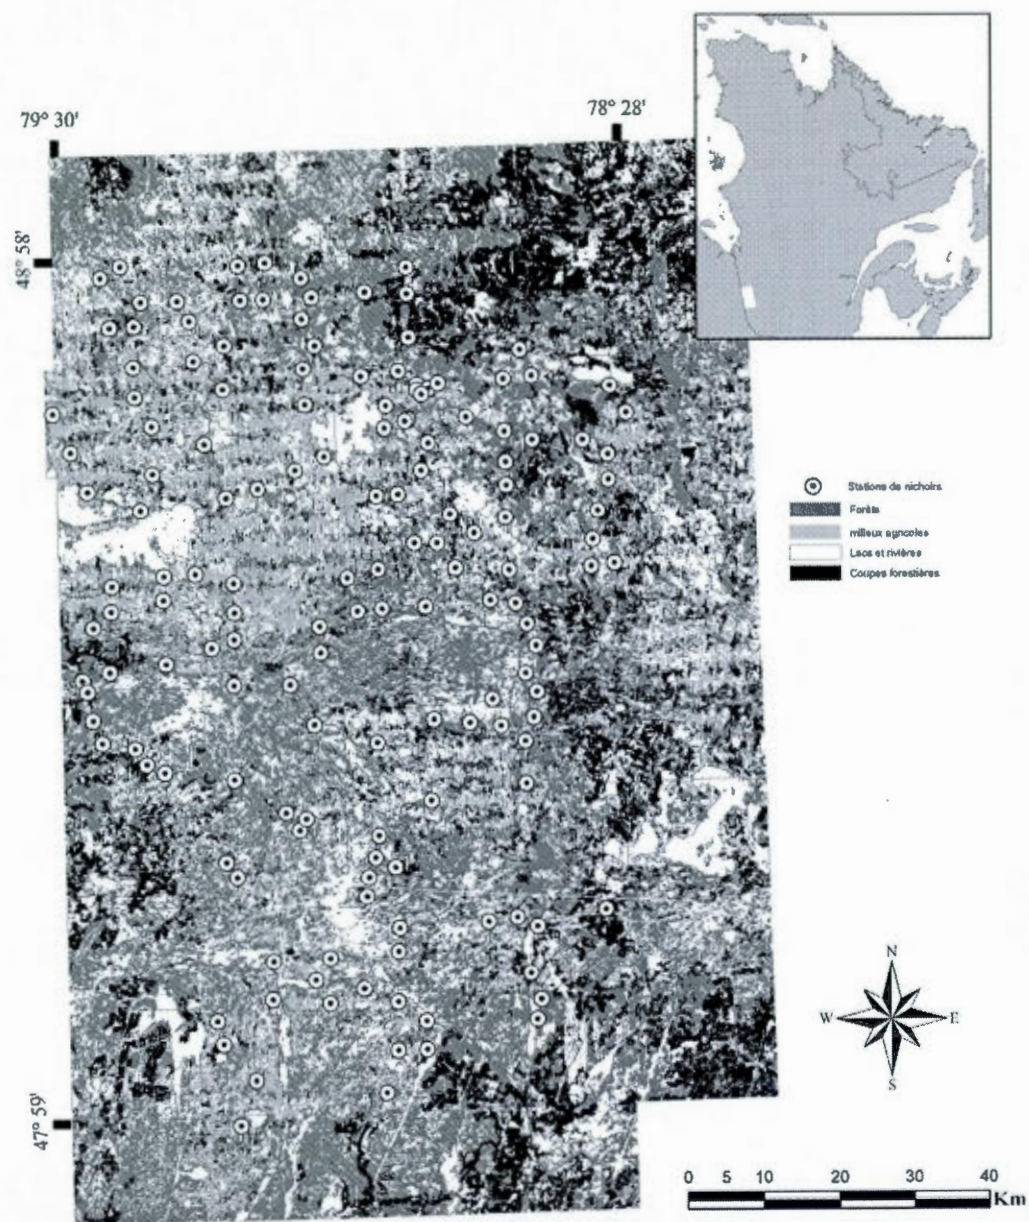 79° 30'
78° 28'
48° 58'
47° 59'
Stations de nichoirs
Forêts
milieux agricoles
Lacs et rivières
Coupes forestières
N
W
E
S
0 10 20 30 40
Km